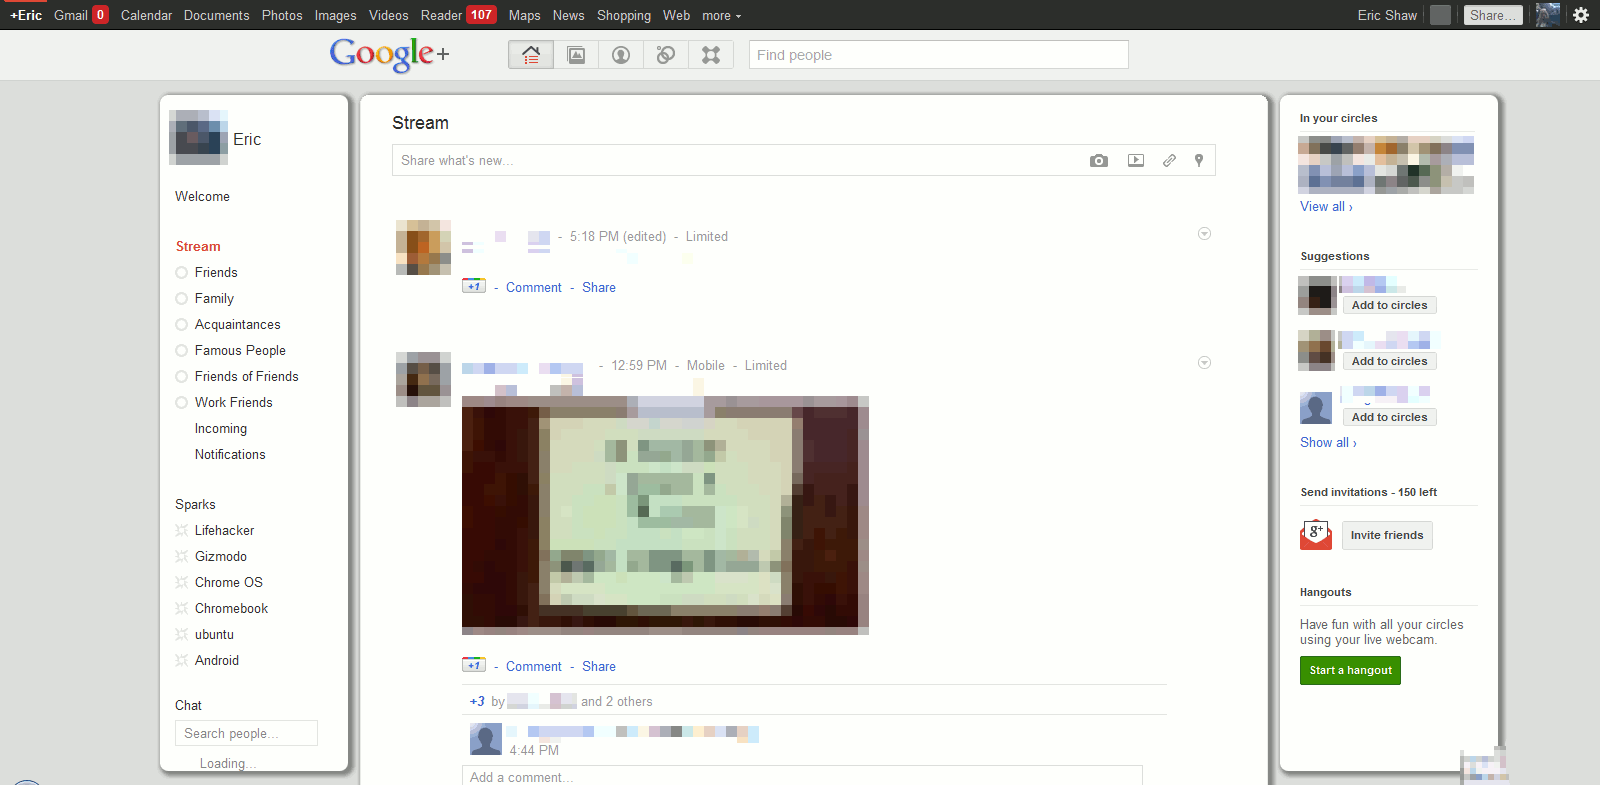 +Eric Gmail 0 Calendar Documents Photos Images Videos Reader 107 Maps News Shopping Web more Eric Shaw Share...
Google+ Find people
Eric
Welcome
Stream
Friends
Family
Acquaintances
Famous People
Friends of Friends
Work Friends
Incoming
Notifications
Sparks
Lifehacker
Gizmodo
Chrome OS
Chromebook
ubuntu
Android
Chat
Search people...
Loading...
Stream
Share what's new...
- 5:18 PM (edited) - Limited
+1 - Comment - Share
- 12:59 PM - Mobile - Limited
+1 - Comment - Share
+3 by and 2 others
4:44 PM
Add a comment...
In your circles
View all ›
Suggestions
Add to circles
Add to circles
Add to circles
Show all ›
Send invitations - 150 left
g+ Invite friends
Hangouts
Have fun with all your circles
using your live webcam.
Start a hangout